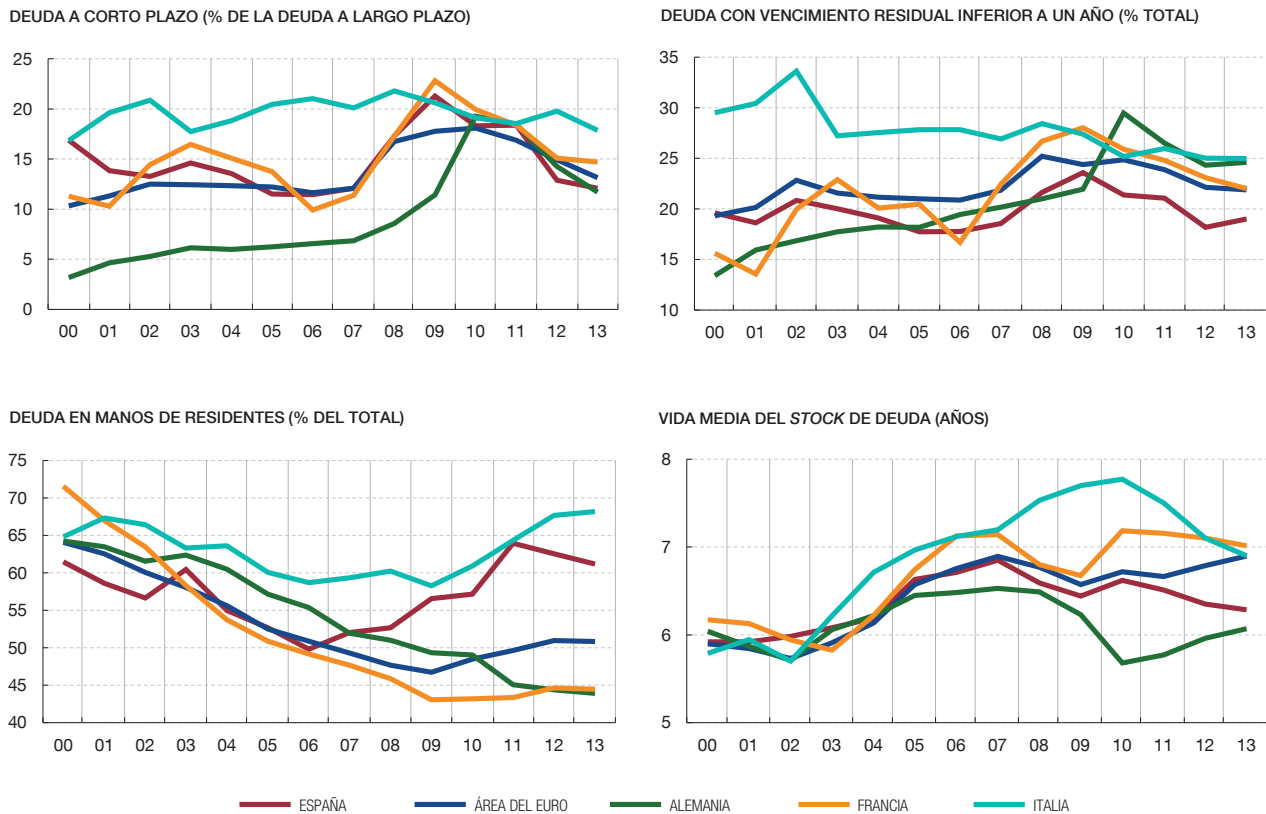 DEUDA A CORTO PLAZO (% DE LA DEUDA A LARGO PLAZO)
25
20
15
10
5
0
00 01 02 03 04 05 06 07 08 09 10 11 12 13
DEUDA CON VENCIMIENTO RESIDUAL INFERIOR A UN AÑO (% TOTAL)
35
30
25
20
15
10
00 01 02 03 04 05 06 07 08 09 10 11 12 13
DEUDA EN MANOS DE RESIDENTES (% DEL TOTAL)
75
70
65
60
55
50
45
40
00 01 02 03 04 05 06 07 08 09 10 11 12 13
VIDA MEDIA DEL STOCK DE DEUDA (AÑOS)
8
7
6
5
00 01 02 03 04 05 06 07 08 09 10 11 12 13
ESPAÑA ÁREA DEL EURO ALEMANIA FRANCIA ITALIA